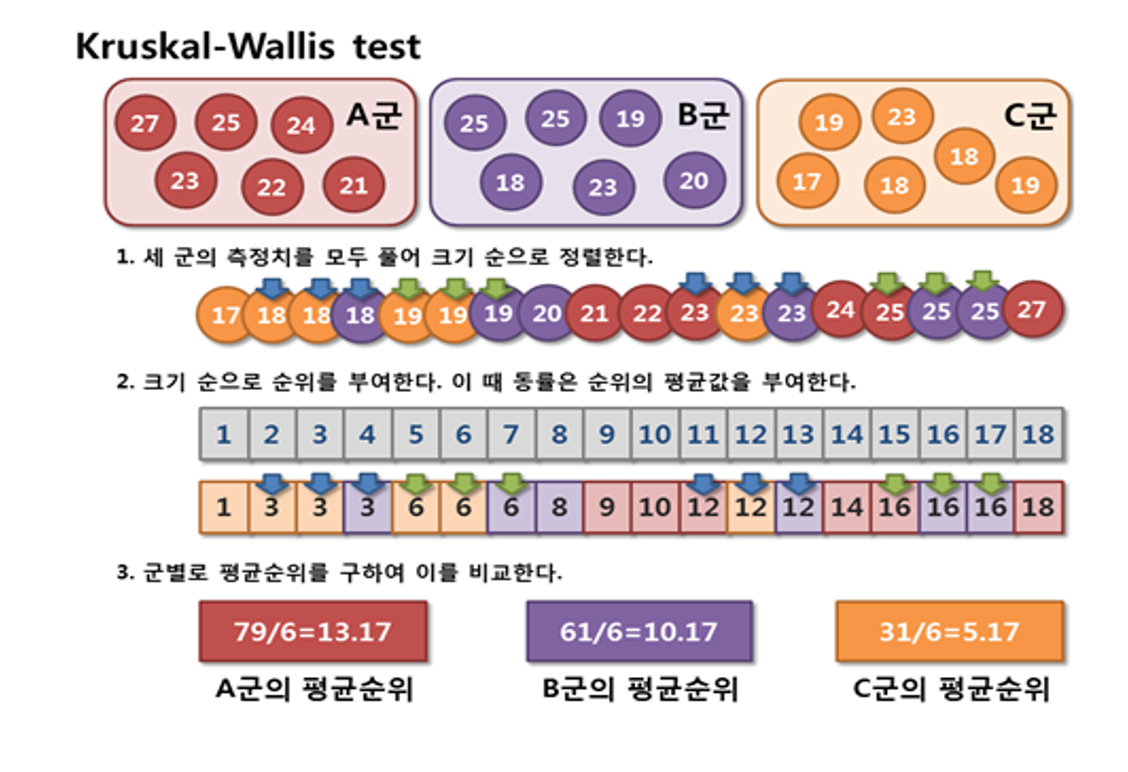 Kruskal-Wallis test
27 25 24 A군
23 22 21
25 25 19 B군
18 23 20
19 23 C군
18
17 18 19
1. 세 군의 측정치를 모두 풀어 크기 순으로 정렬한다.
17 18 18 18 19 19 19 20 21 22 23 23 23 24 25 25 25 27
2. 크기 순으로 순위를 부여한다. 이 때 동률은 순위의 평균값을 부여한다.
1 2 3 4 5 6 7 8 9 10 11 12 13 14 15 16 17 18
1 3 3 3 6 6 6 8 9 10 12 12 12 14 16 16 16 18
3. 군별로 평균순위를 구하여 이를 비교한다.
79/6=13.17 61/6=10.17 31/6=5.17
A군의 평균순위 B군의 평균순위 C군의 평균순위